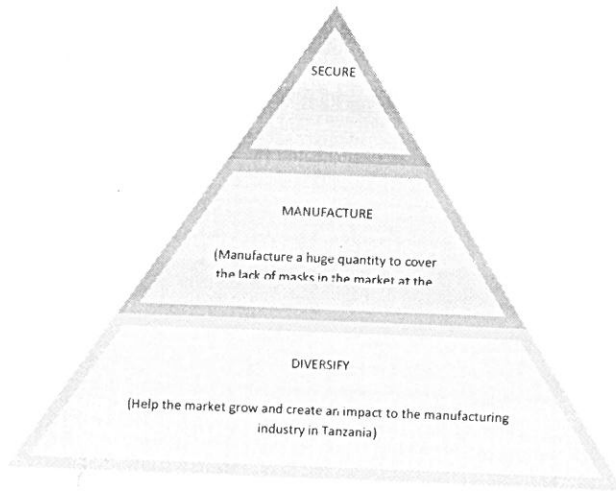 SECURE
MANUFACTURE
(Manufacture a huge quantity to cover
the lack of masks in the market at the
DIVERSIFY
(Help the market grow and create an impact to the manufacturing
industry in Tanzania)